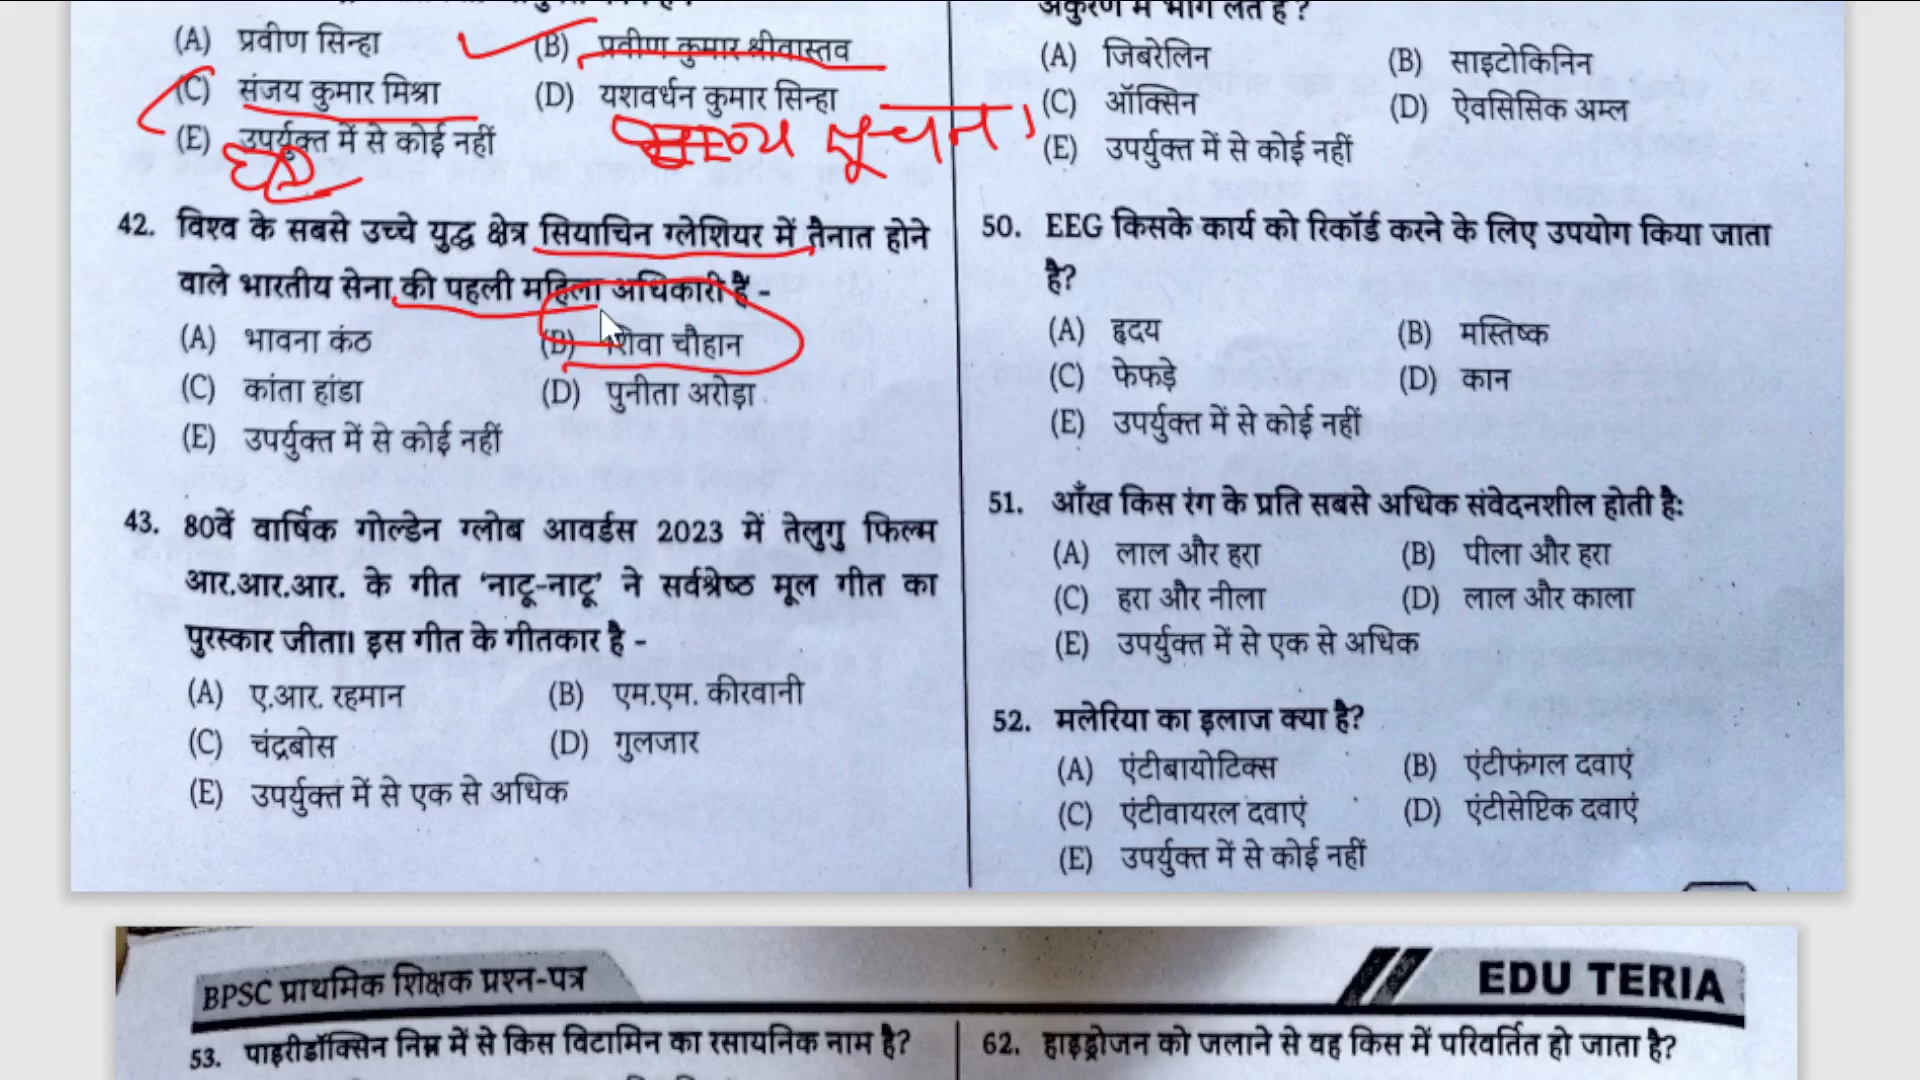 (A) प्रवीण सिन्हा
(B) प्रवीण कुमार श्रीवास्तव
(C) संजय कुमार मिश्रा
(D) यशवर्धन कुमार सिन्हा
(E) उपर्युक्त में से कोई नहीं
ED
मुख्य सूचना
42. विश्व के सबसे उच्चे युद्ध क्षेत्र सियाचिन ग्लेशियर में तैनात होने
वाले भारतीय सेना की पहली महिला अधिकारी हैं -
(A) भावना कंठ
(B) शिवा चौहान
(C) कांता हांडा
(D) पुनीता अरोड़ा
(E) उपर्युक्त में से कोई नहीं
43. 80वें वार्षिक गोल्डेन ग्लोब आवर्डस 2023 में तेलुगु फिल्म
आर.आर.आर. के गीत ‘नाटू-नाटू’ ने सर्वश्रेष्ठ मूल गीत का
पुरस्कार जीता। इस गीत के गीतकार है -
(A) ए.आर. रहमान
(B) एम.एम. कीरवानी
(C) चंद्रबोस
(D) गुलजार
(E) उपर्युक्त में से एक से अधिक
अंकुरण में भाग लेते है ?
(A) जिबरेलिन
(B) साइटोकिनिन
(C) ऑक्सिन
(D) ऐवसिसिक अम्ल
(E) उपर्युक्त में से कोई नहीं
50. EEG किसके कार्य को रिकॉर्ड करने के लिए उपयोग किया जाता
है?
(A) हृदय
(B) मस्तिष्क
(C) फेफड़े
(D) कान
(E) उपर्युक्त में से कोई नहीं
51. आँख किस रंग के प्रति सबसे अधिक संवेदनशील होती है:
(A) लाल और हरा
(B) पीला और हरा
(C) हरा और नीला
(D) लाल और काला
(E) उपर्युक्त में से एक से अधिक
52. मलेरिया का इलाज क्या है?
(A) एंटीबायोटिक्स
(B) एंटीफंगल दवाएं
(C) एंटीवायरल दवाएं
(D) एंटीसेप्टिक दवाएं
(E) उपर्युक्त में से कोई नहीं
BPSC प्राथमिक शिक्षक प्रश्न-पत्र
EDU TERIA
53. पाइरीडॉक्सिन निम्न में से किस विटामिन का रसायनिक नाम है?
62. हाइड्रोजन को जलाने से वह किस में परिवर्तित हो जाता है?